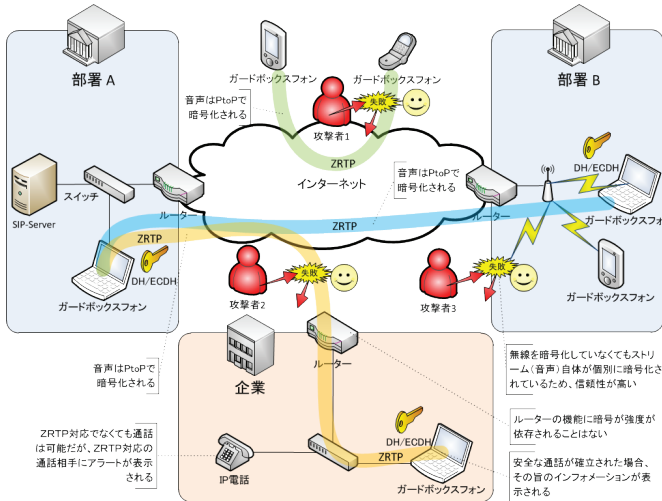 部署 A
部署 B
ガードボックスフォン
ガードボックスフォン
音声はPtoPで
暗号化される
失敗
攻撃者1
ZRTP
インターネット
音声はPtoPで
暗号化される
DH/ECDH
SIP-Server
スイッチ
ルーター
ルーター
ガードボックスフォ
ZRTP
ZRTP
DH/ECDH
ガードボックスフォン
失敗
攻撃者2
失敗
攻撃者3
ガードボックスフォン
音声はPtoPで
暗号化される
企業
ルーター
無線を暗号化していなくてもストリ
ーム(音声)自体が個別に暗号化さ
れているため、信頼性が高い
ルーターの機能に暗号が強度が
依存されることはない
ZRTP対応でなくても通話
は可能だが、ZRTP対応の
通話相手にアラートが表示
される
IP電話
DH/ECDH
ZRTP
ガードボックスフォン
安全な通話が確立された場合、
その旨のインフォメーションが表
示される